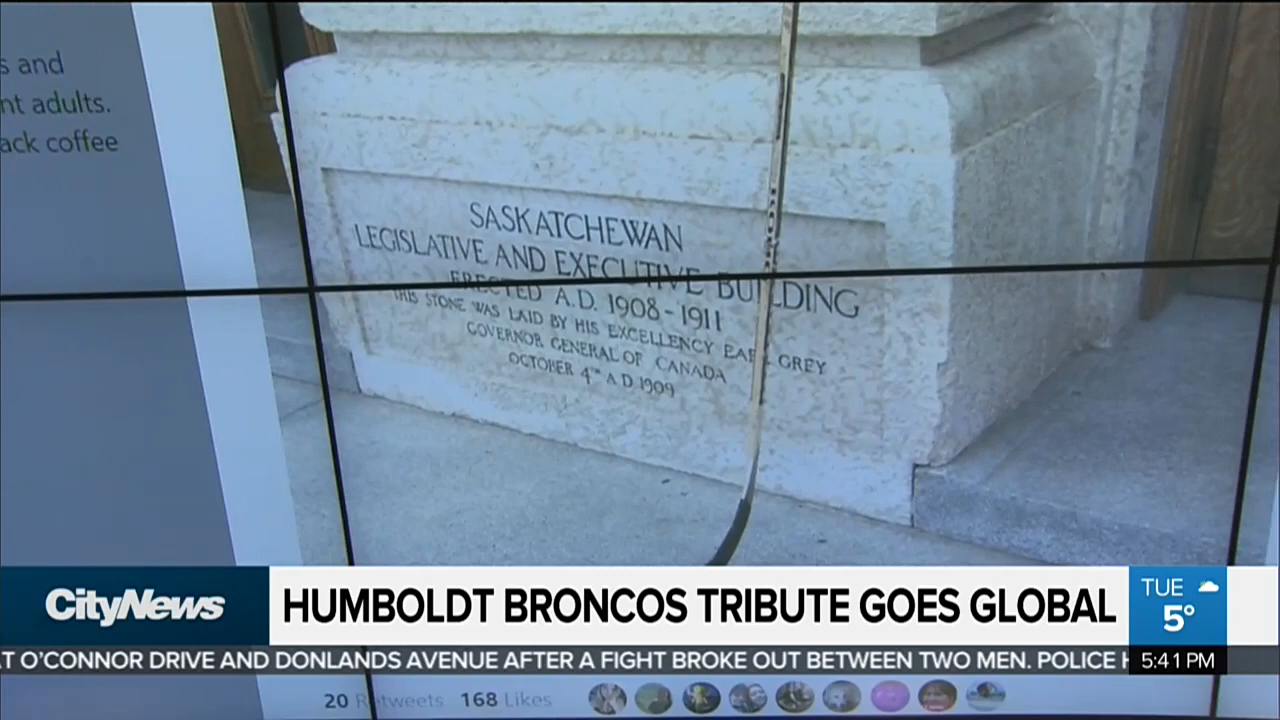 s and
nt adults.
ack coffee
SASKATCHEWAN
LEGISLATIVE AND EXECUTIVE BUILDING
ERECTED A.D. 1908-1911
THIS STONE WAS LAID BY HIS EXCELLENCY EARL GREY
GOVERNOR GENERAL OF CANADA
OCTOBER 4TH A.D. 1909
CityNews
HUMBOLDT BRONCOS TRIBUTE GOES GLOBAL
TUE
5°
AT O'CONNOR DRIVE AND DONLANDS AVENUE AFTER A FIGHT BROKE OUT BETWEEN TWO MEN. POLICE H
5:41 PM
20 Retweets 168 Likes